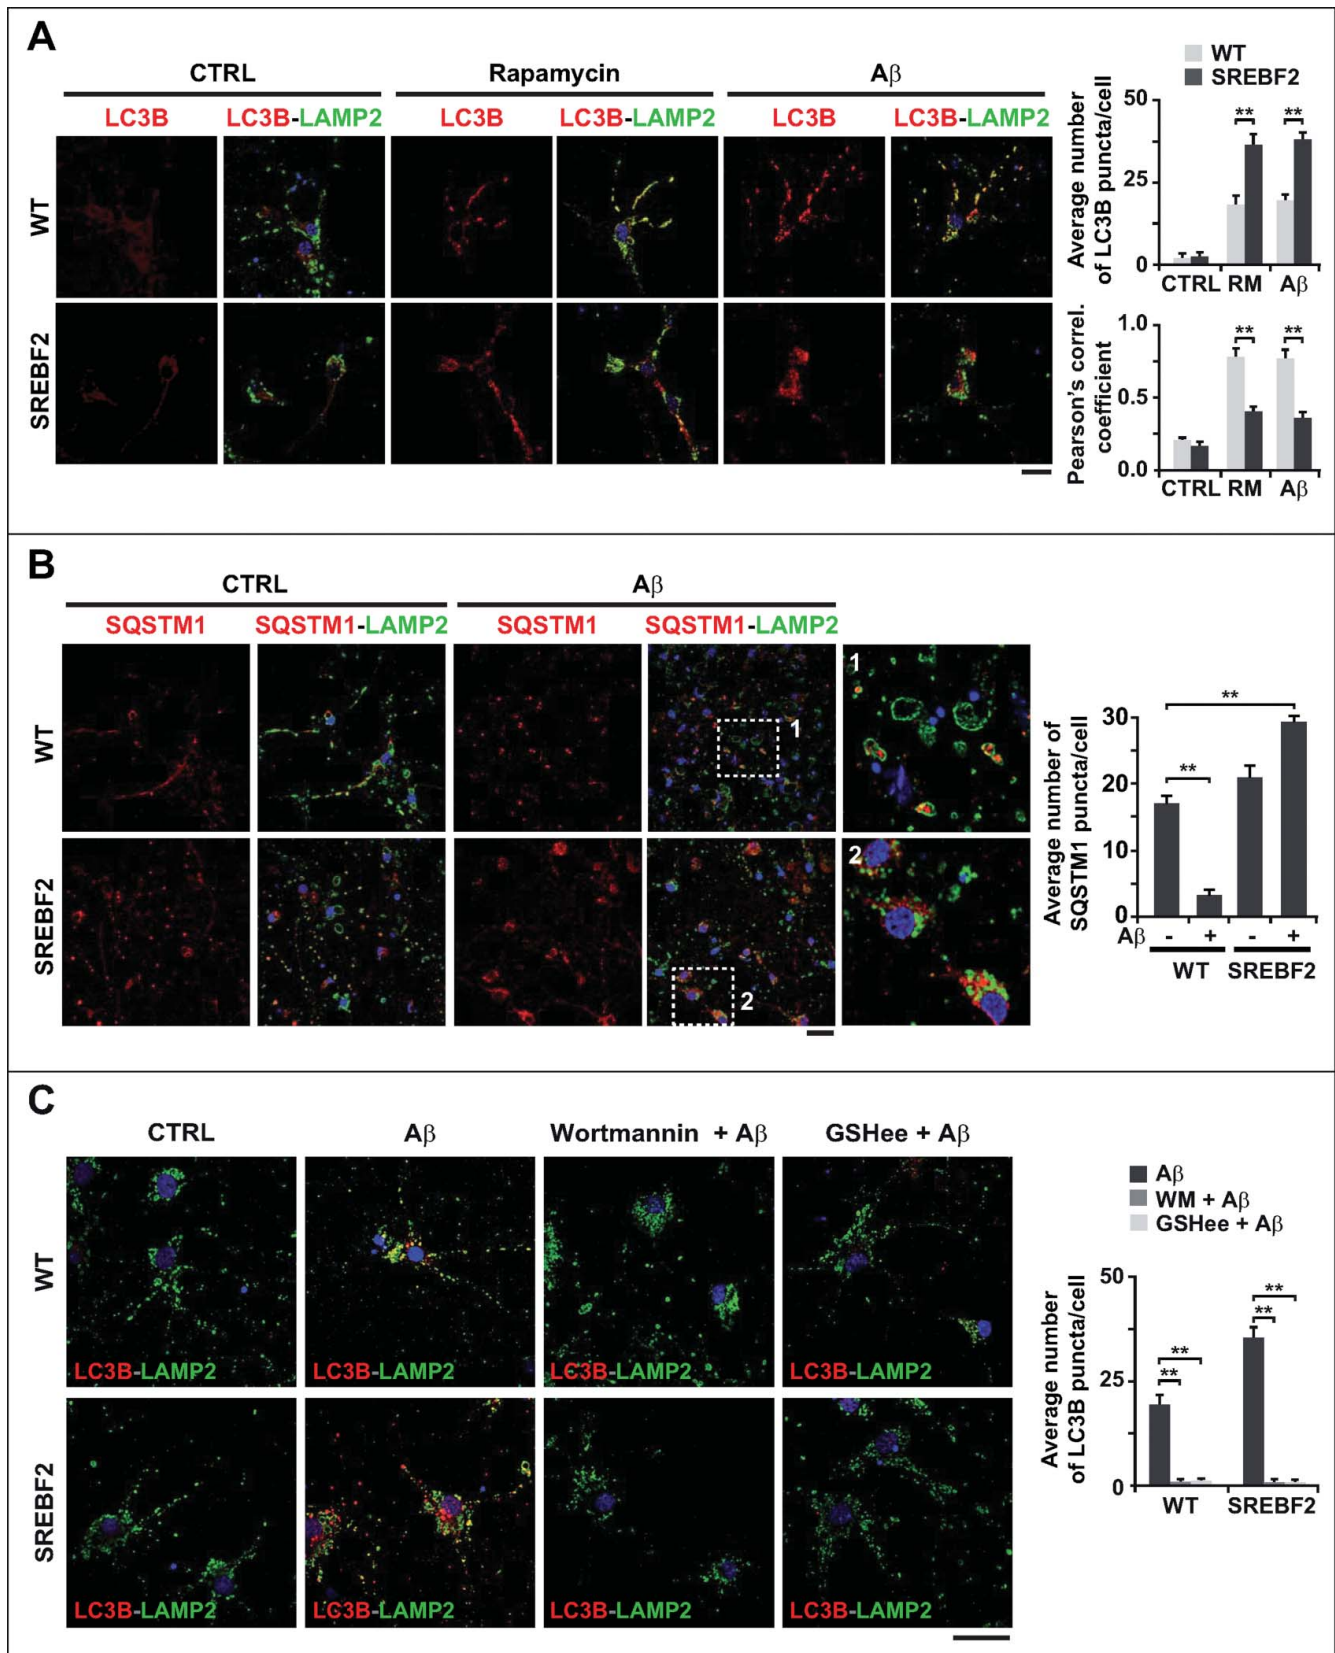 A
CTRL
Rapamycin
Aβ
LC3B
LC3B-LAMP2
LC3B
LC3B-LAMP2
LC3B
LC3B-LAMP2
WT
SREBF2
WT
SREBF2
Average number
of LC3B puncta/cell
50
25
0
**
**
CTRL
RM
Aβ
Pearson's correl.
coefficient
1.0
0.5
0.0
**
**
CTRL
RM
Aβ
B
CTRL
Aβ
SQSTM1
SQSTM1-LAMP2
SQSTM1
SQSTM1-LAMP2
WT
1
1
SREBF2
2
2
Average number of
SQSTM1 puncta/cell
30
20
10
0
**
**
Aβ
-
+
-
+
WT
SREBF2
C
CTRL
Aβ
Wortmannin + Aβ
GSHee + Aβ
WT
LC3B-LAMP2
LC3B-LAMP2
LC3B-LAMP2
LC3B-LAMP2
SREBF2
LC3B-LAMP2
LC3B-LAMP2
LC3B-LAMP2
LC3B-LAMP2
Aβ
WM + Aβ
GSHee + Aβ
Average number
of LC3B puncta/cell
50
25
0
**
**
**
**
WT
SREBF2